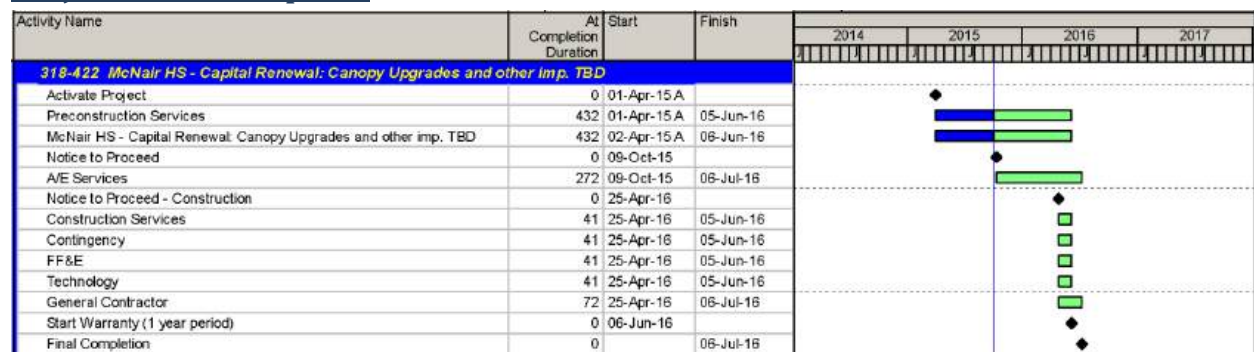 Activity Name At Completion Duration Start Finish
2014 2015 2016 2017
318-422 McNair HS - Capital Renewal: Canopy Upgrades and other Imp. TBD
Activate Project 0 01-Apr-15 A
Preconstruction Services 432 01-Apr-15 A 05-Jun-16
McNair HS - Capital Renewal: Canopy Upgrades and other imp. TBD 432 02-Apr-15 A 06-Jun-16
Notice to Proceed 0 09-Oct-15
A/E Services 272 09-Oct-15 06-Jul-16
Notice to Proceed - Construction 0 25-Apr-16
Construction Services 41 25-Apr-16 05-Jun-16
Contingency 41 25-Apr-16 05-Jun-16
FF&E 41 25-Apr-16 05-Jun-16
Technology 41 25-Apr-16 05-Jun-16
General Contractor 72 25-Apr-16 06-Jul-16
Start Warranty (1 year period) 0 06-Jun-16
Final Completion 0 06-Jul-16